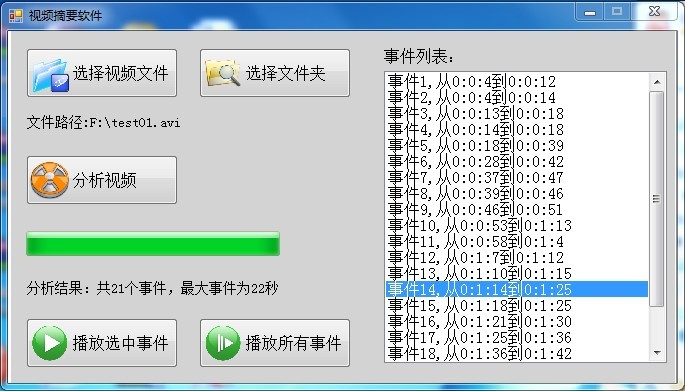 视频摘要软件
选择视频文件
选择文件夹
文件路径:F:\test01.avi
分析视频
分析结果：共21个事件，最大事件为22秒
播放选中事件
播放所有事件
事件列表：
事件1,从0:0:4到0:0:12
事件2,从0:0:4到0:0:14
事件3,从0:0:13到0:0:18
事件4,从0:0:14到0:0:18
事件5,从0:0:18到0:0:39
事件6,从0:0:28到0:0:42
事件7,从0:0:37到0:0:47
事件8,从0:0:39到0:0:46
事件9,从0:0:46到0:0:51
事件10,从0:0:53到0:1:13
事件11,从0:0:58到0:1:4
事件12,从0:1:7到0:1:12
事件13,从0:1:10到0:1:15
事件14,从0:1:14到0:1:25
事件15,从0:1:18到0:1:25
事件16,从0:1:21到0:1:30
事件17,从0:1:25到0:1:36
事件18,从0:1:36到0:1:42